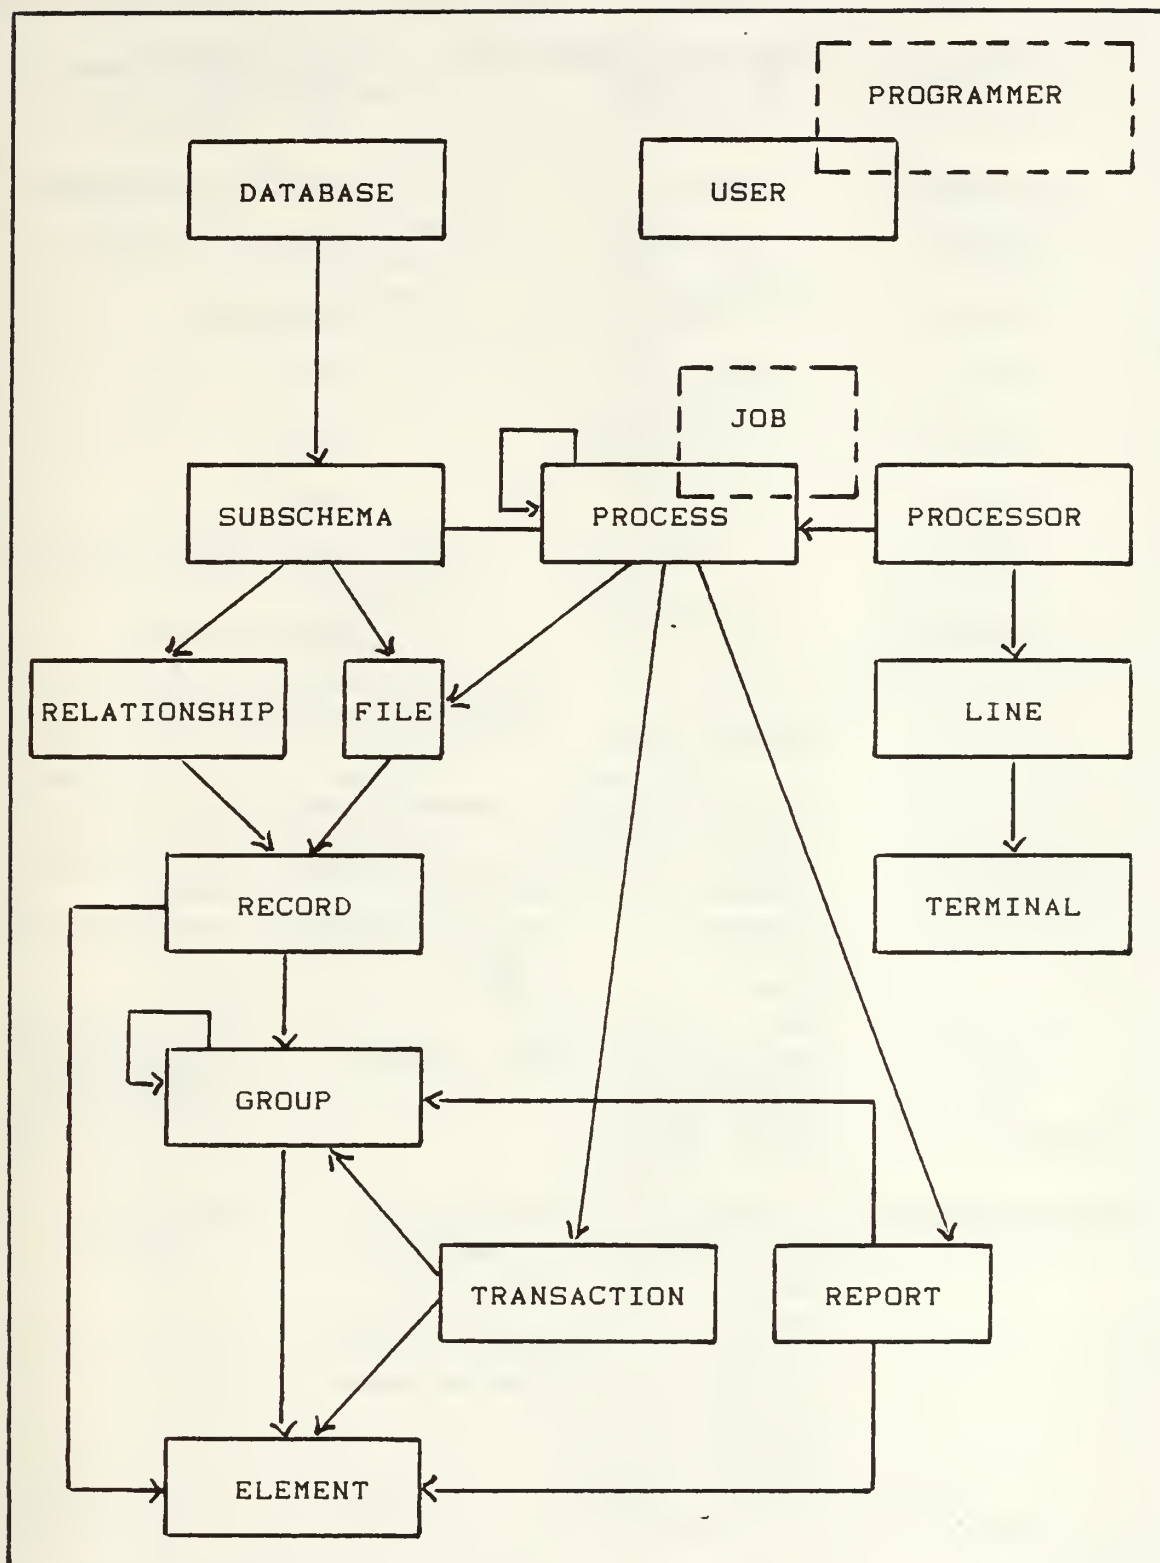 PROGRAMMER
DATABASE
USER
JOB
SUBSCHEMA
PROCESS
PROCESSOR
RELATIONSHIP
FILE
LINE
RECORD
TERMINAL
GROUP
TRANSACTION
REPORT
ELEMENT